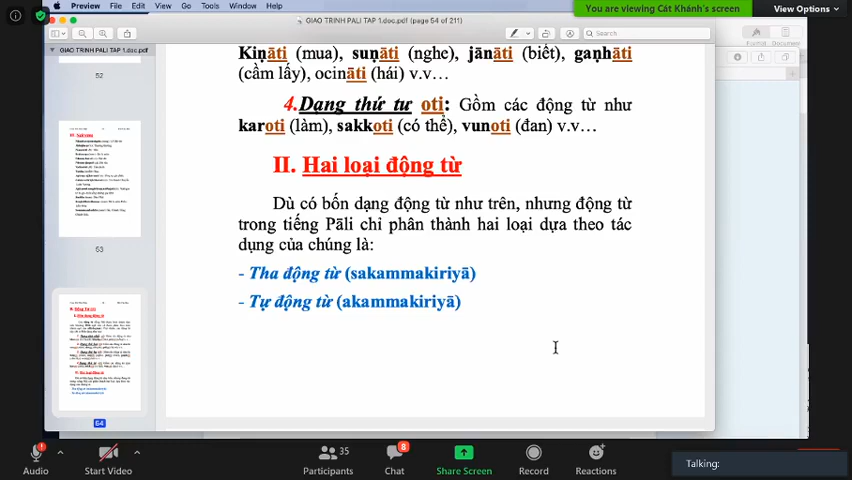 You are viewing Cát Khánh's screen
View Options
Preview File Edit View Go Tools Window Help
GIAO TRINH PALI TAP 1.doc.pdf (page 54 of 211)
Search
GIAO TRINH PALI TAP 1.doc.pdf
52
53
54
Kiṇāti (mua), suṇāti (nghe), jānāti (biết), gaṇhāti
(cầm lấy), ocināti (hái) v.v…
4.Dạng thứ tư oti: Gồm các động từ như
karoti (làm), sakkoti (có thể), vunoti (đan) v.v…
II. Hai loại động từ
Dù có bốn dạng động từ như trên, nhưng động từ
trong tiếng Pāli chỉ phân thành hai loại dựa theo tác
dụng của chúng là:
- Tha động từ (sakammakiriyā)
- Tự động từ (akammakiriyā)
Audio
Start Video
35
Participants
8
Chat
Share Screen
Record
Reactions
Talking: